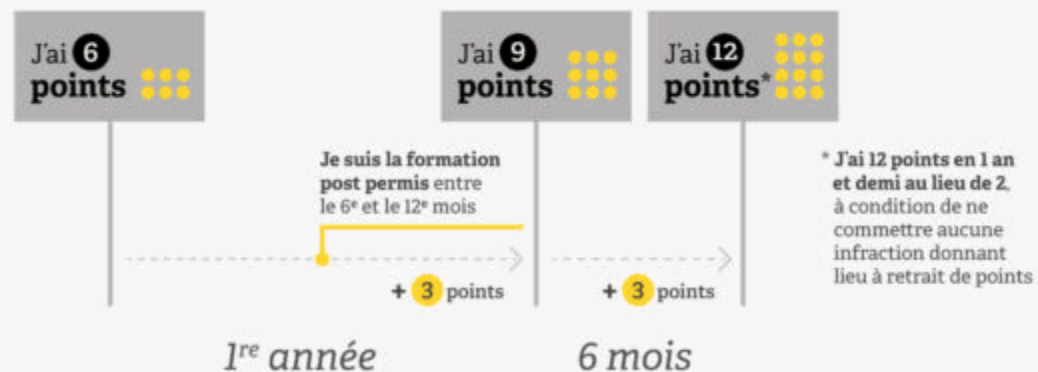 J'ai 6
points
J'ai 9
points
J'ai 12
points*
Je suis la formation
post permis entre
le 6e et le 12e mois
* J'ai 12 points en 1 an
et demi au lieu de 2,
à condition de ne
commettre aucune
infraction donnant
lieu à retrait de points
+ 3 points
+ 3 points
1re année
6 mois